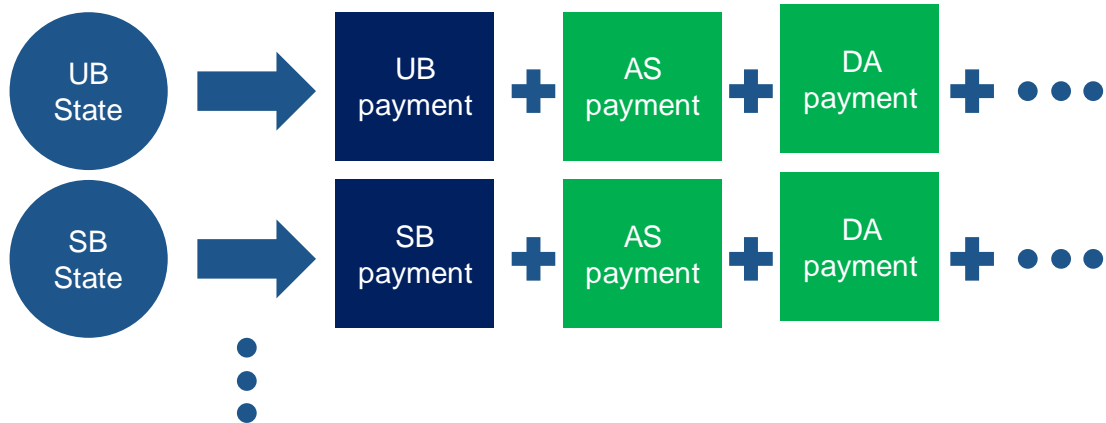 UB
State
UB
payment
AS
payment
DA
payment
SB
State
SB
payment
AS
payment
DA
payment